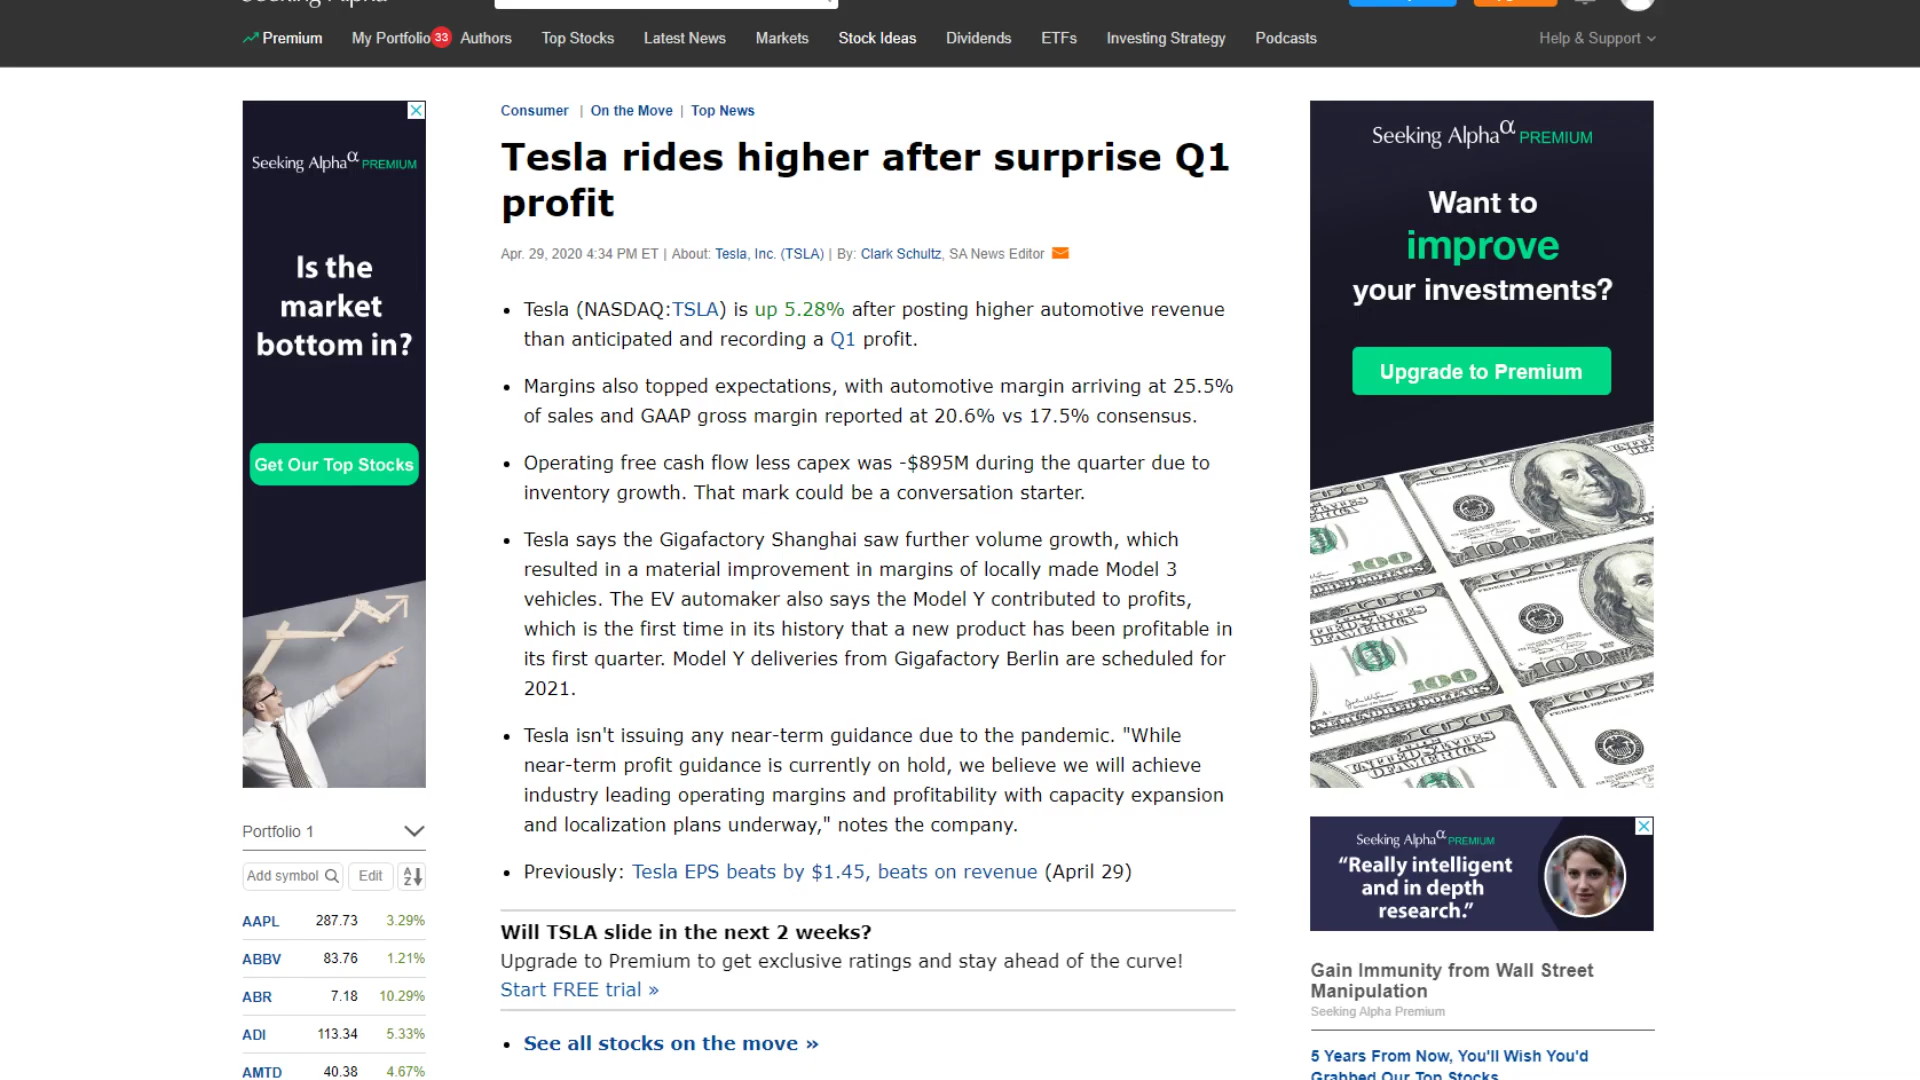 Premium My Portfolio 33 Authors Top Stocks Latest News Markets Stock Ideas Dividends ETFs Investing Strategy Podcasts Help & Support
Seeking Alphaα PREMIUM
Is the
market
bottom in?
Get Our Top Stocks
Portfolio 1
Add symbol Edit
AAPL 287.73 3.29%
ABBV 83.76 1.21%
ABR 7.18 10.29%
ADI 113.34 5.33%
AMTD 40.38 4.67%
Consumer | On the Move | Top News
Tesla rides higher after surprise Q1
profit
Apr. 29, 2020 4:34 PM ET | About: Tesla, Inc. (TSLA) | By: Clark Schultz, SA News Editor
• Tesla (NASDAQ:TSLA) is up 5.28% after posting higher automotive revenue
than anticipated and recording a Q1 profit.
• Margins also topped expectations, with automotive margin arriving at 25.5%
of sales and GAAP gross margin reported at 20.6% vs 17.5% consensus.
• Operating free cash flow less capex was -$895M during the quarter due to
inventory growth. That mark could be a conversation starter.
• Tesla says the Gigafactory Shanghai saw further volume growth, which
resulted in a material improvement in margins of locally made Model 3
vehicles. The EV automaker also says the Model Y contributed to profits,
which is the first time in its history that a new product has been profitable in
its first quarter. Model Y deliveries from Gigafactory Berlin are scheduled for
2021.
• Tesla isn't issuing any near-term guidance due to the pandemic. "While
near-term profit guidance is currently on hold, we believe we will achieve
industry leading operating margins and profitability with capacity expansion
and localization plans underway," notes the company.
• Previously: Tesla EPS beats by $1.45, beats on revenue (April 29)
Will TSLA slide in the next 2 weeks?
Upgrade to Premium to get exclusive ratings and stay ahead of the curve!
Start FREE trial »
• See all stocks on the move »
Seeking Alphaα PREMIUM
Want to
improve
your investments?
Upgrade to Premium
Seeking Alphaα PREMIUM
“Really intelligent
and in depth
research.”
Gain Immunity from Wall Street
Manipulation
Seeking Alpha Premium
5 Years From Now, You'll Wish You'd
Grabbed Our Top Stocks